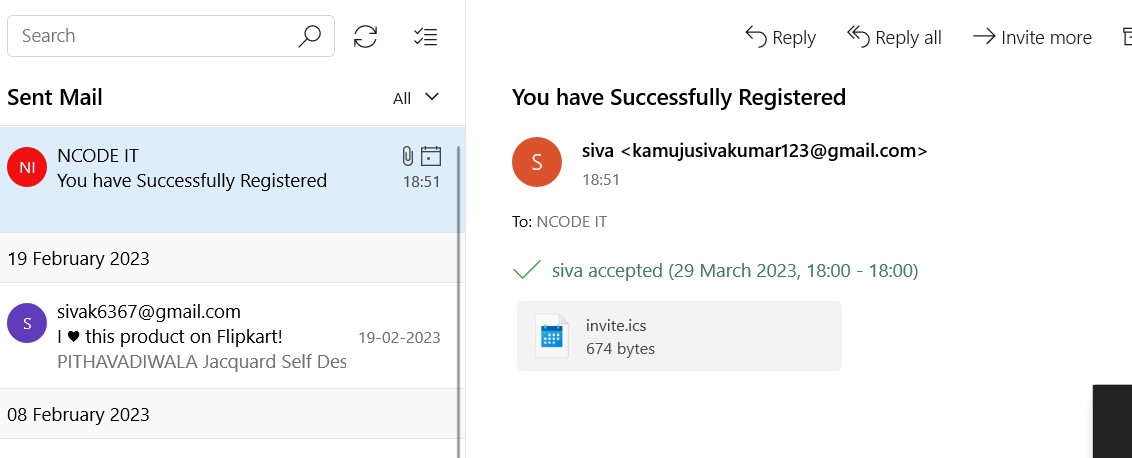 Search
Sent Mail
All
NI
NCODE IT
You have Successfully Registered
18:51
19 February 2023
S
sivak6367@gmail.com
I ♥ this product on Flipkart!
19-02-2023
PITHAVADIWALA Jacquard Self Des
08 February 2023
Reply
Reply all
Invite more
You have Successfully Registered
S
siva <kamujusivakumar123@gmail.com>
18:51
To: NCODE IT
siva accepted (29 March 2023, 18:00 - 18:00)
invite.ics
674 bytes